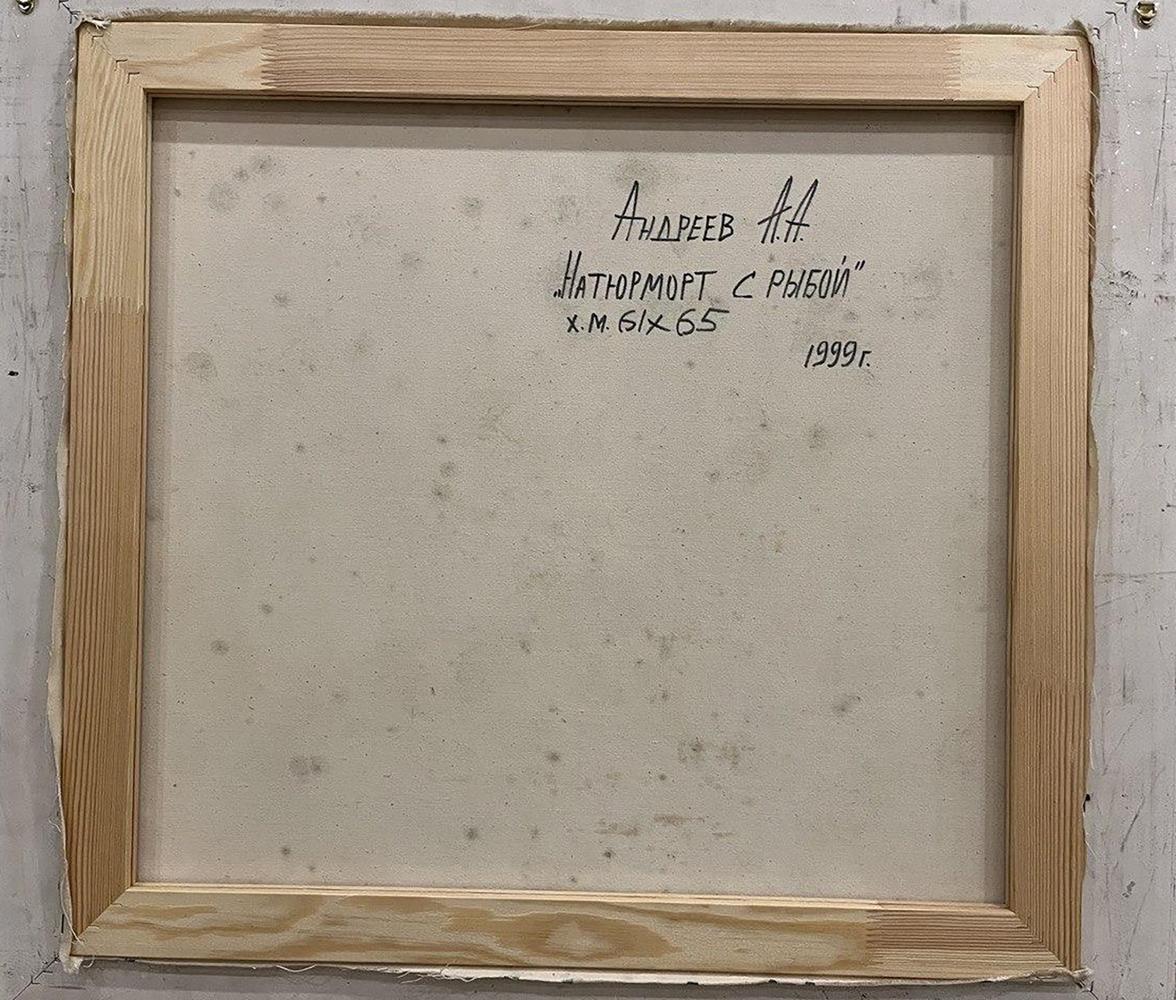 Андреев А.А.
„Натюрморт с рыбой”
х.м. 61х65
1999г.